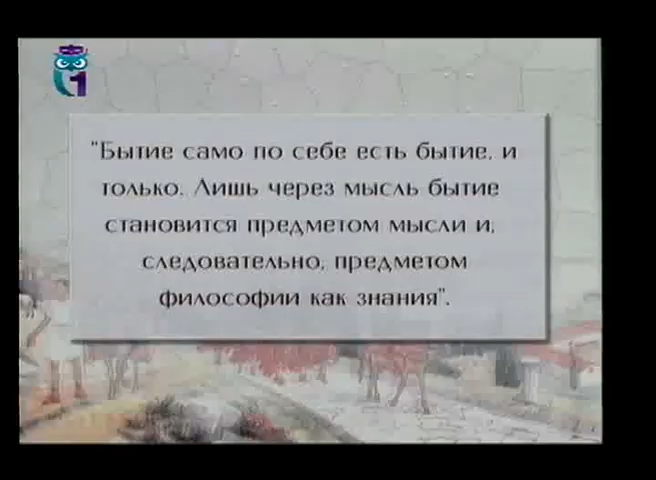 1
"Бытие само по себе есть бытие, и
только. Лишь через мысль бытие
становится предметом мысли и,
следовательно, предметом
философии как знания".